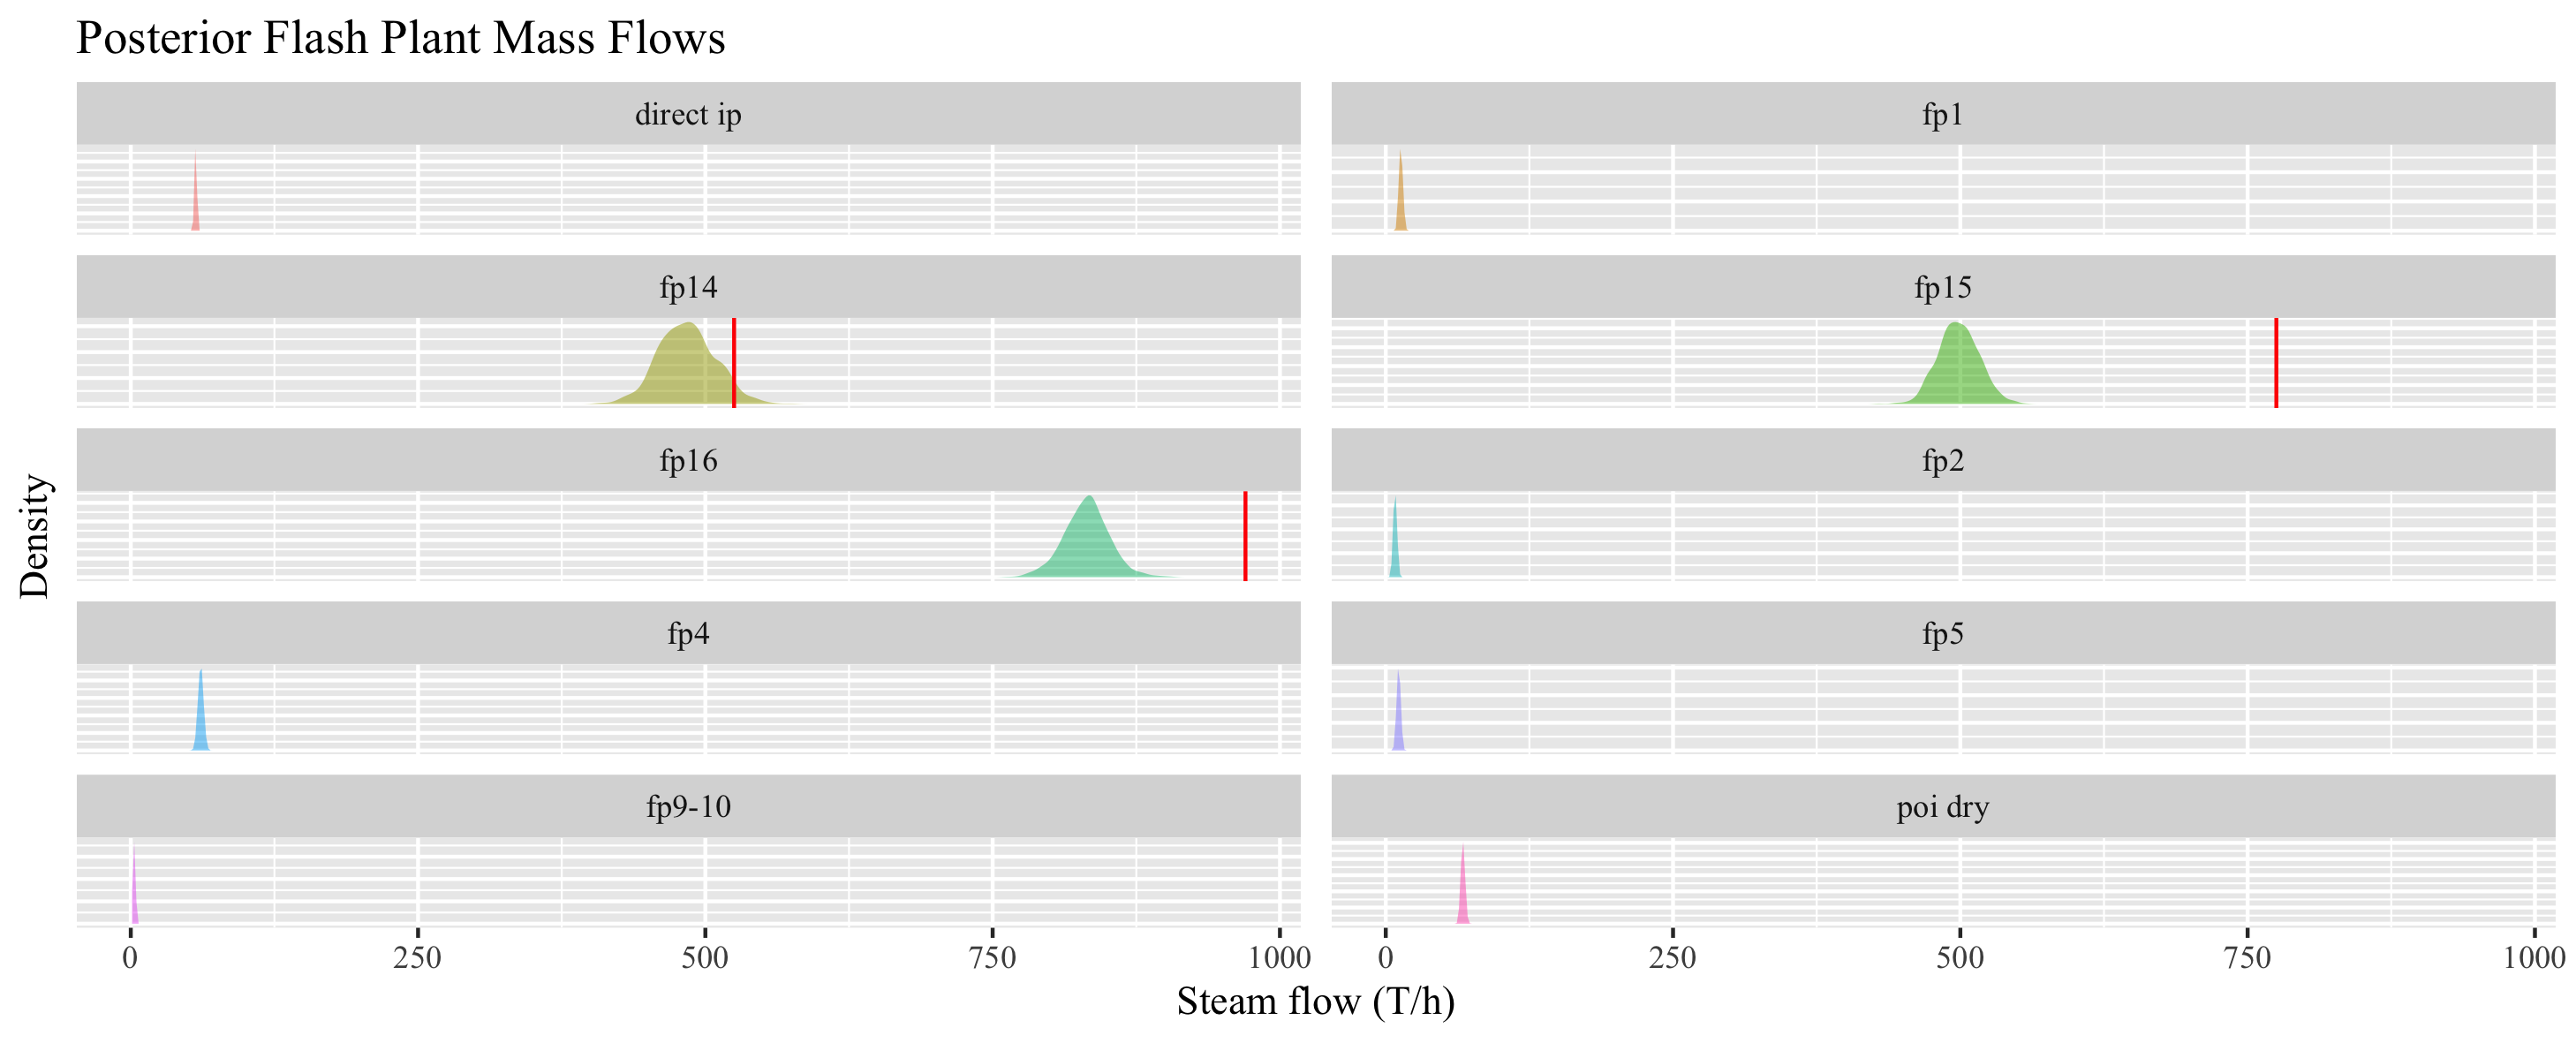 Posterior Flash Plant Mass Flows
direct ip
fp1
fp14
fp15
fp16
fp2
fp4
fp5
fp9-10
poi dry
Density
0 250 500 750 1000
0 250 500 750 1000
Steam flow (T/h)